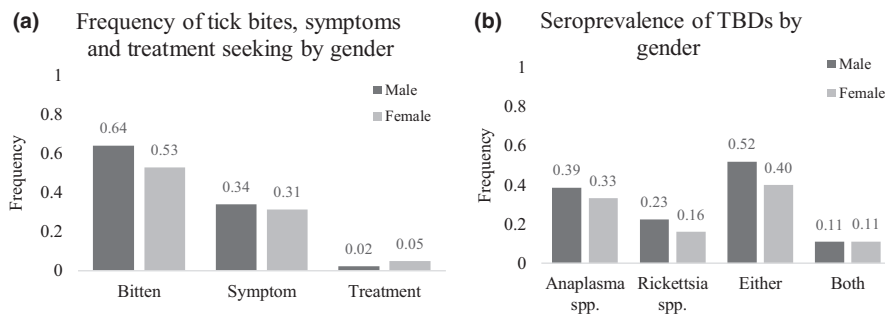 (a) Frequency of tick bites, symptoms
and treatment seeking by gender
1
0.8
0.6
0.4
0.2
0
Frequency
Male
Female
0.64
0.53
0.34
0.31
0.02
0.05
Bitten Symptom Treatment
(b) Seroprevalence of TBDs by
gender
1
0.8
0.6
0.4
0.2
0
Frequency
Male
Female
0.39
0.33
0.23
0.16
0.52
0.40
0.11
0.11
Anaplasma Rickettsia Either Both
spp. spp.